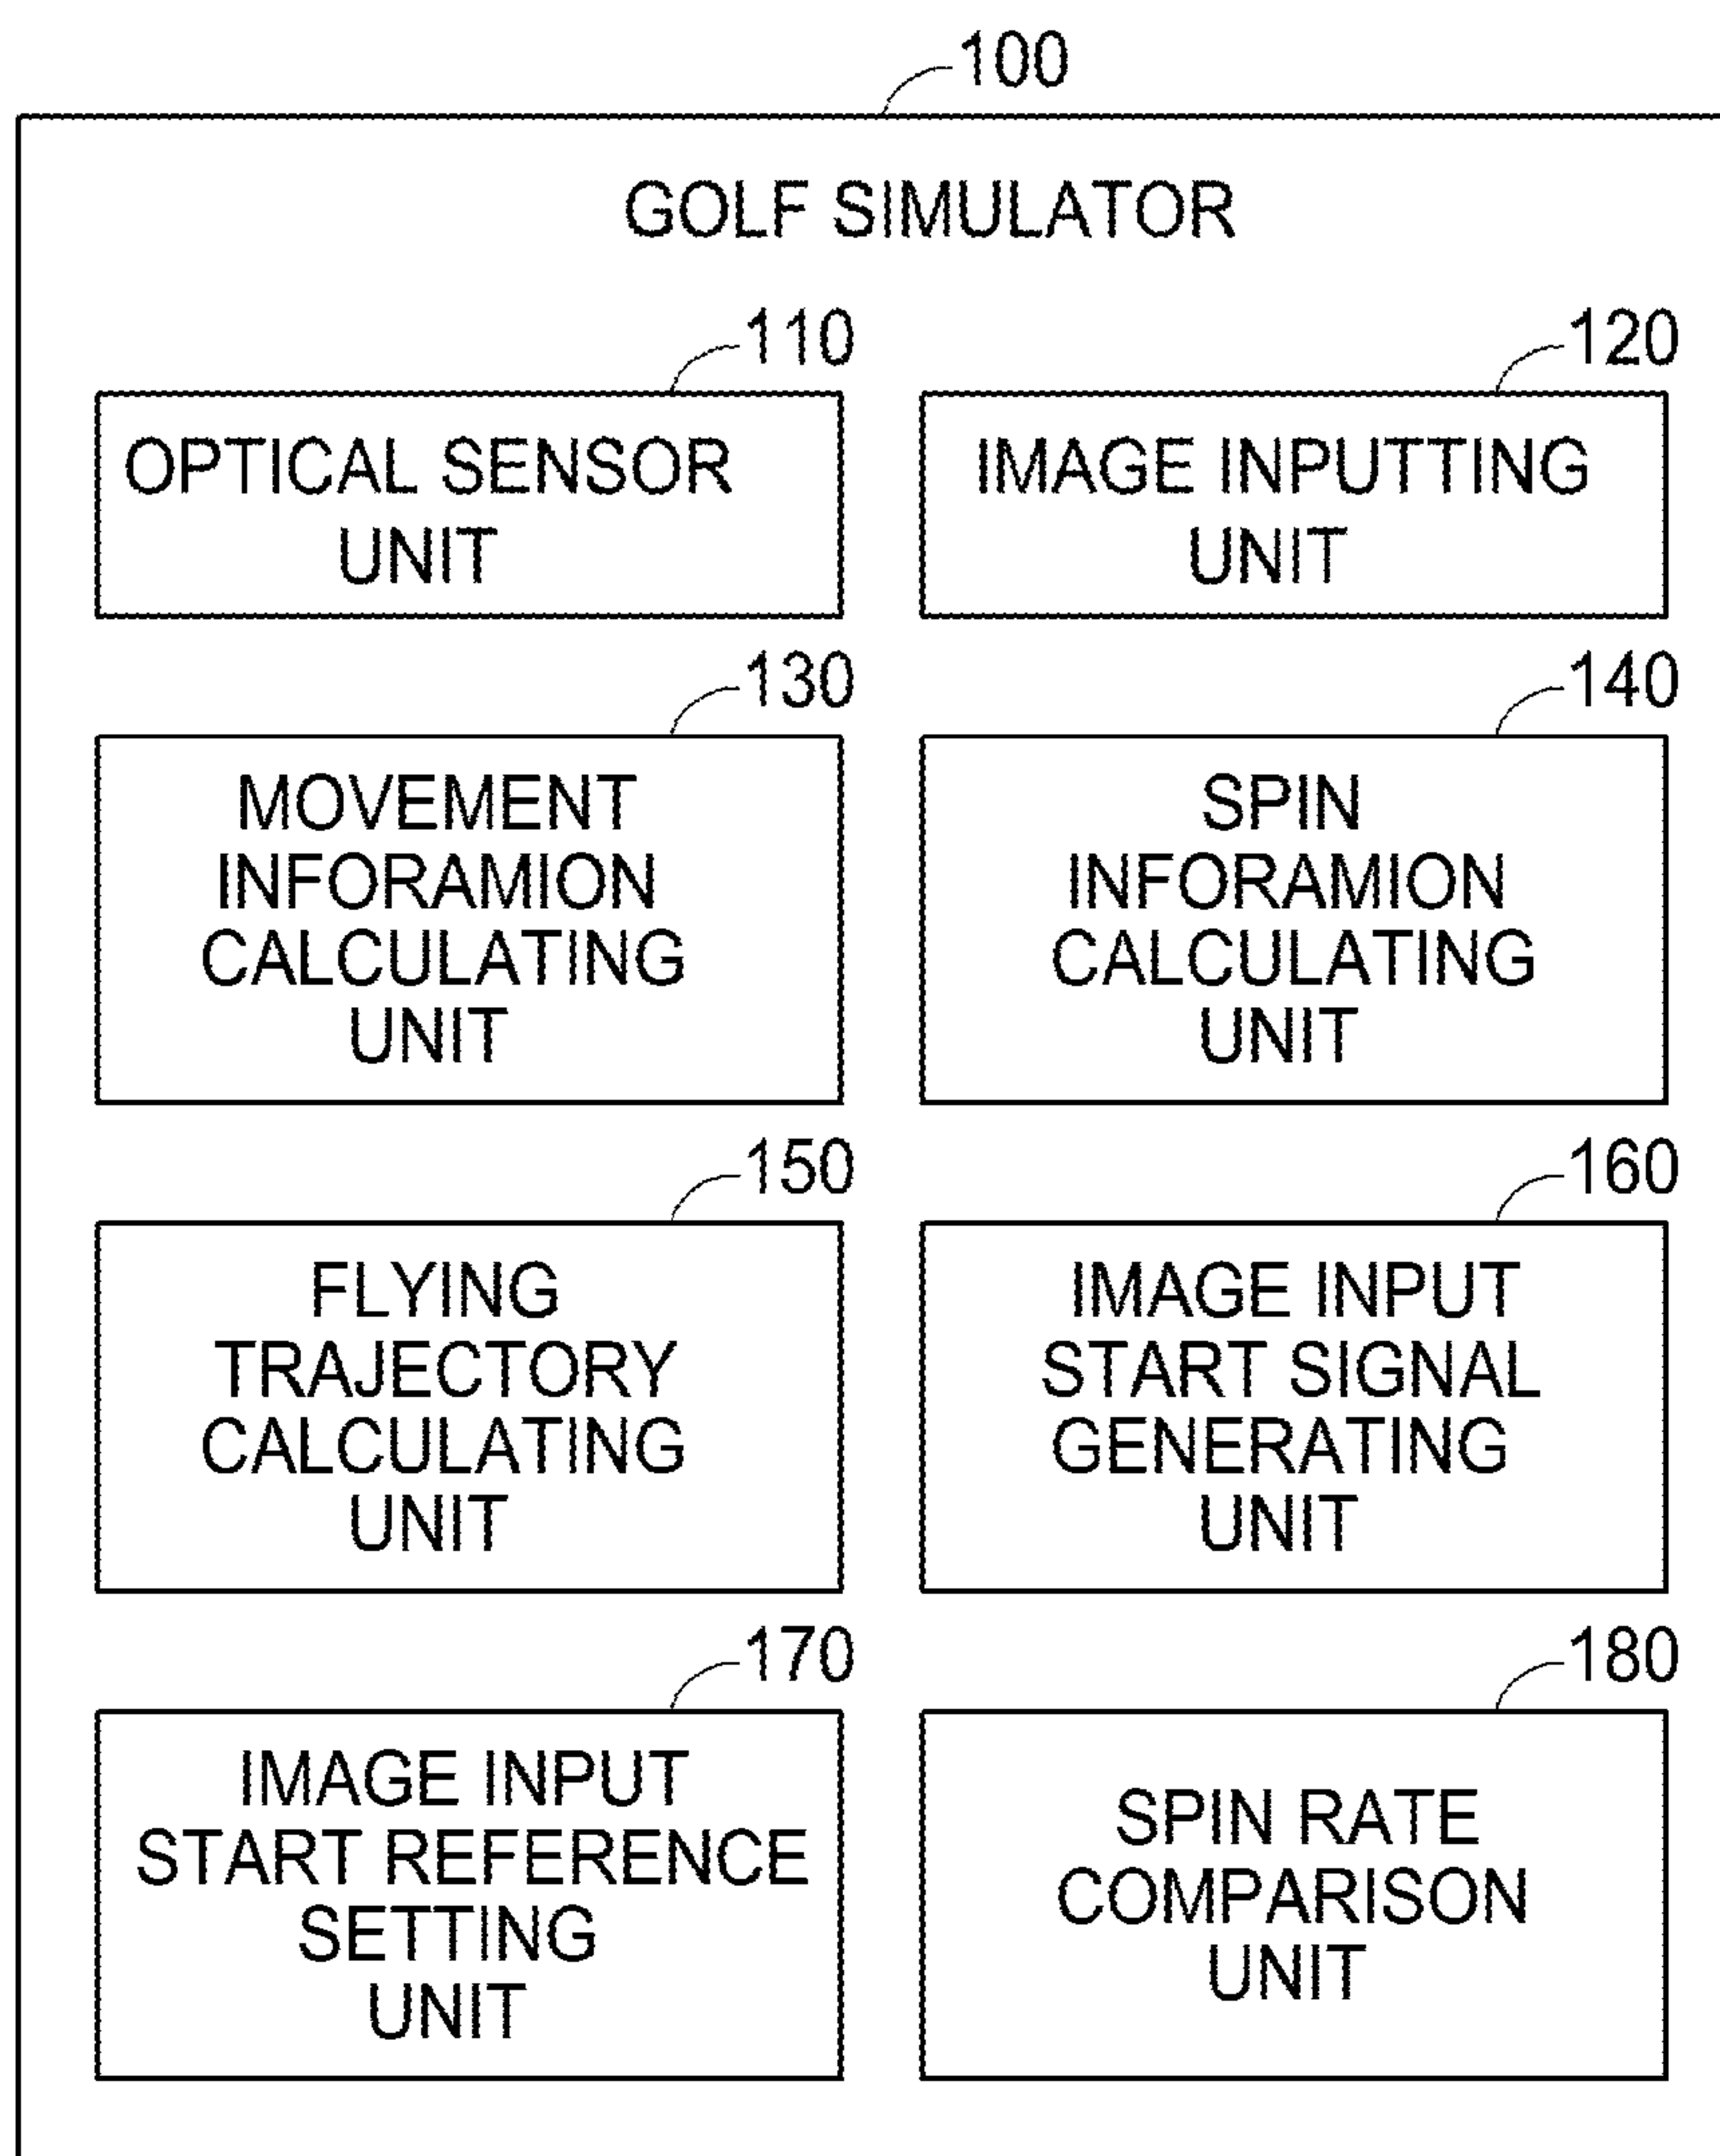 100
GOLF SIMULATOR
110
OPTICAL SENSOR
UNIT
120
IMAGE INPUTTING
UNIT
130
MOVEMENT
INFORAMION
CALCULATING
UNIT
140
SPIN
INFORAMION
CALCULATING
UNIT
150
FLYING
TRAJECTORY
CALCULATING
UNIT
160
IMAGE INPUT
START SIGNAL
GENERATING
UNIT
170
IMAGE INPUT
START REFERENCE
SETTING
UNIT
180
SPIN RATE
COMPARISON
UNIT